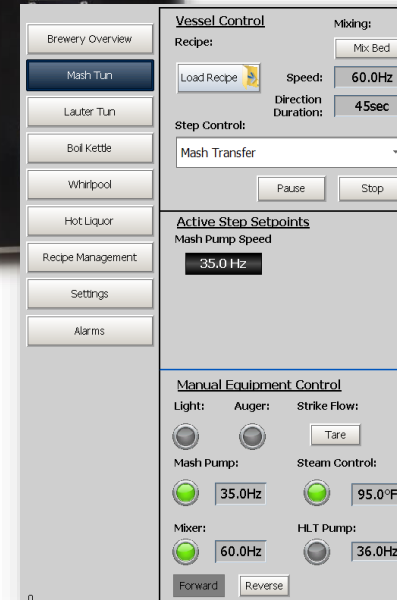 Brewery Overview
Mash Tun
Lauter Tun
Boil Kettle
Whirlpool
Hot Liquor
Recipe Management
Settings
Alarms
0
Vessel Control
Mixing:
Recipe:
Mix Bed
Load Recipe
Speed:
60.0Hz
Direction
Duration:
45sec
Step Control:
Mash Transfer
Pause
Stop
Active Step Setpoints
Mash Pump Speed
35.0 Hz
Manual Equipment Control
Light:
Auger:
Strike Flow:
Tare
Mash Pump:
Steam Control:
35.0Hz
95.0°F
Mixer:
HLT Pump:
60.0Hz
36.0Hz
Forward
Reverse